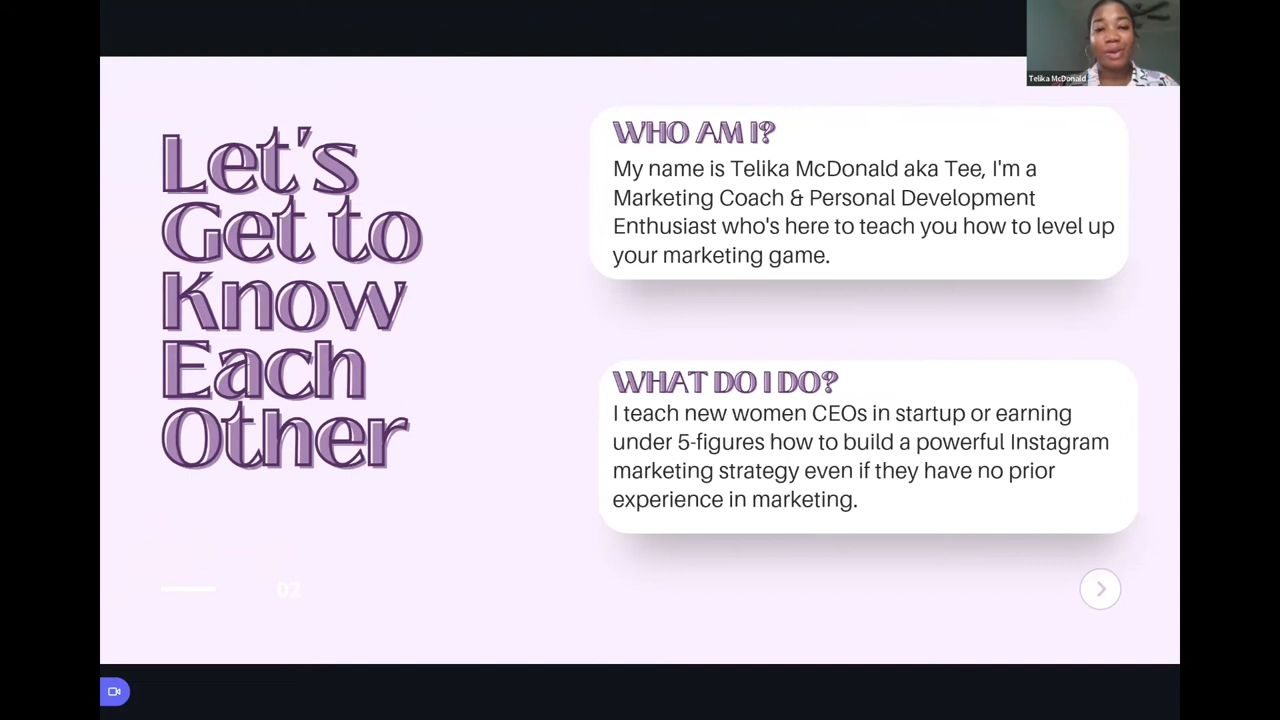 Telika McDonald
Let's
Get to
Know
Each
Other
WHO AM I?
My name is Telika McDonald aka Tee, I'm a
Marketing Coach & Personal Development
Enthusiast who's here to teach you how to level up
your marketing game.
WHAT DO I DO?
I teach new women CEOs in startup or earning
under 5-figures how to build a powerful Instagram
marketing strategy even if they have no prior
experience in marketing.
02